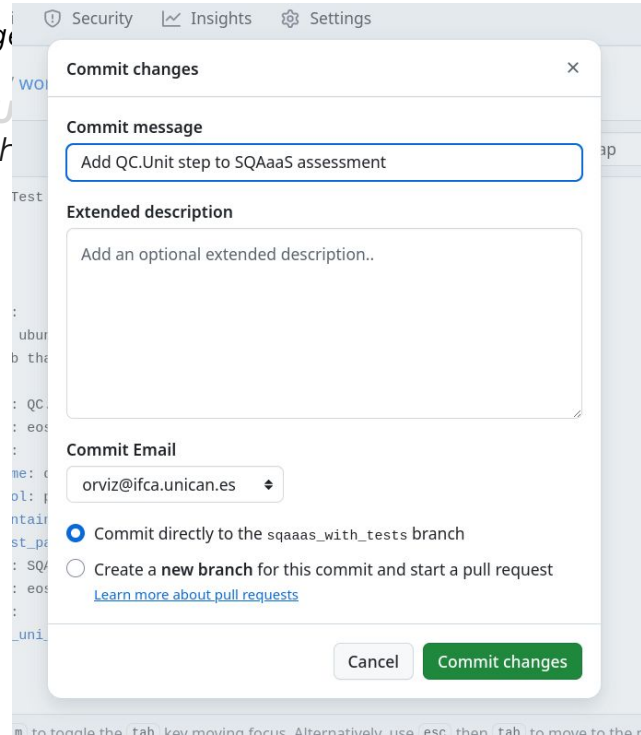 Security Insights Settings
Commit changes
Commit message
Add QC.Unit step to SQAaaS assessment
Extended description
Add an optional extended description..
Commit Email
orviz@ifca.unican.es
Commit directly to the sqaaas_with_tests branch
Create a new branch for this commit and start a pull request
Learn more about pull requests
Cancel Commit changes
Test
: QC.
m to toggle the tab key moving focus. Alternatively, use esc then tab to move to the